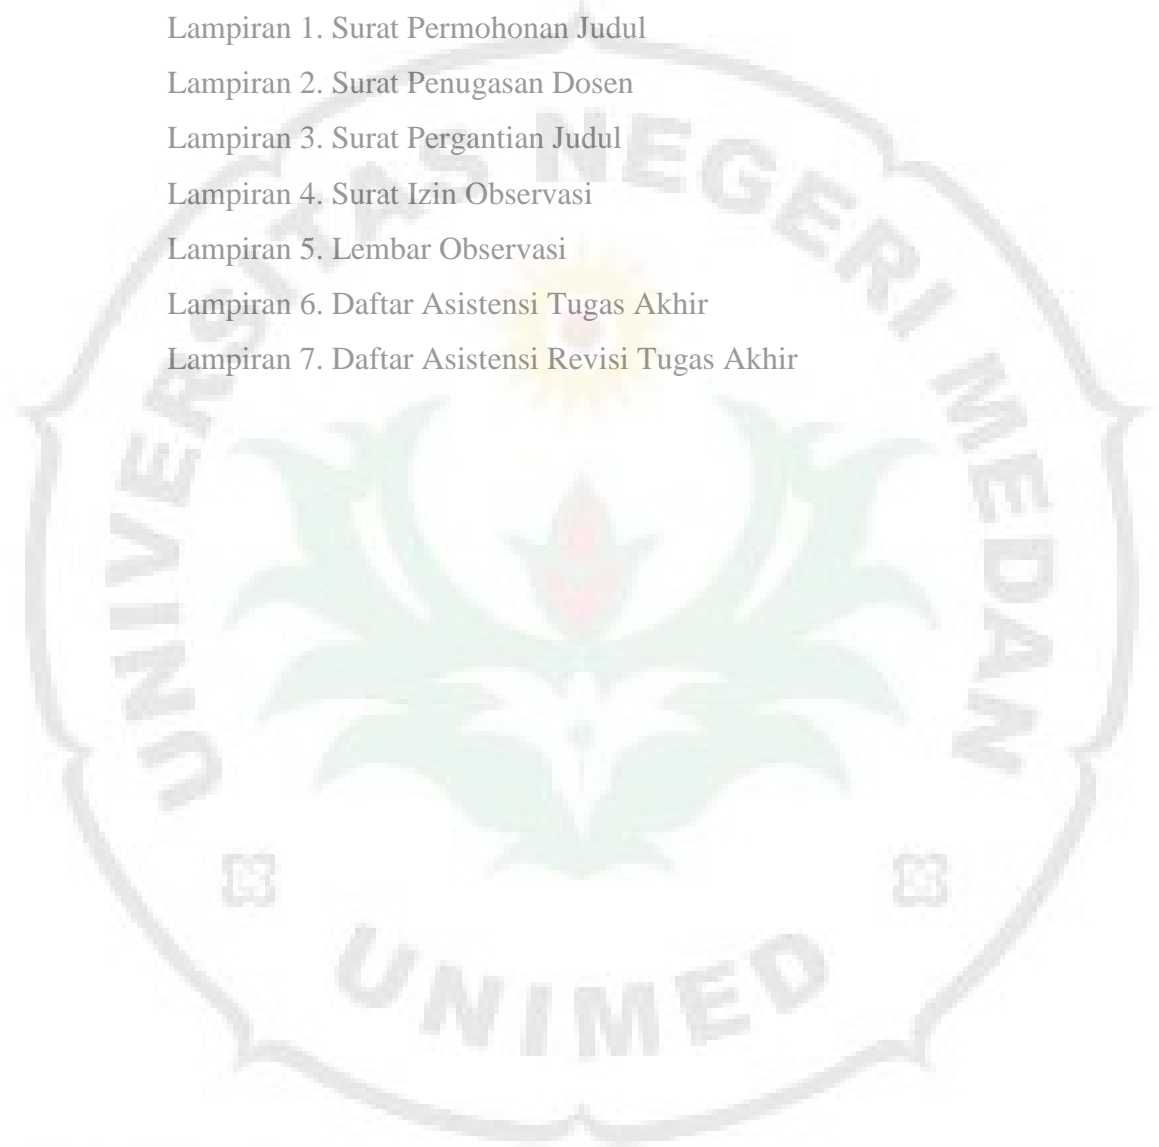 Lampiran 1. Surat Permohonan Judul
Lampiran 2. Surat Penugasan Dosen
Lampiran 3. Surat Pergantian Judul
Lampiran 4. Surat Izin Observasi
Lampiran 5. Lembar Observasi
Lampiran 6. Daftar Asistensi Tugas Akhir
Lampiran 7. Daftar Asistensi Revisi Tugas Akhir
UNIVERSITAS NEGERI MEDAN
UNIMED